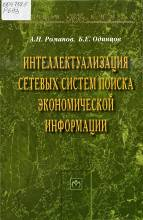 А.Н. Романов, Б.Е. Одинцов
ИНТЕЛЛЕКТУАЛИЗАЦИЯ
СЕТЕВЫХ СИСТЕМ ПОИСКА
ЭКОНОМИЧЕСКОЙ
ИНФОРМАЦИИ